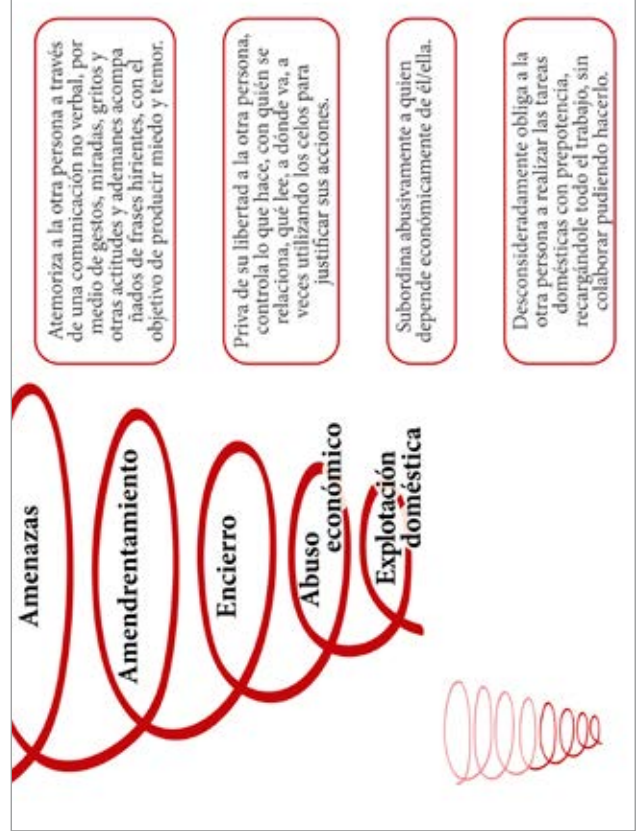 Amenazas
Amendrentamiento
Atemoriza a la otra persona a través
de una comunicación no verbal, por
medio de gestos, miradas, gritos y
otras actitudes y ademanes acompa
ñados de frases hirientes, con el
objetivo de producir miedo y temor.
Encierro
Priva de su libertad a la otra persona,
controla lo que hace, con quién se
relaciona, qué lee, a dónde va, a
veces utilizando los celos para
justificar sus acciones.
Abuso
económico
Subordina abusivamente a quien
depende económicamente de él/ella.
Explotación
doméstica
Desconsideradamente obliga a la
otra persona a realizar las tareas
domésticas con prepotencia,
recargándole todo el trabajo, sin
colaborar pudiendo hacerlo.